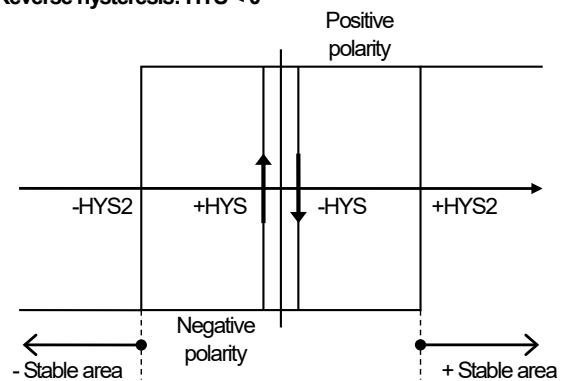 Reverse hysteresis: HYS < 0
Positive
polarity
-HYS2
+HYS
-HYS
+HYS2
Negative
polarity
- Stable area
+ Stable area